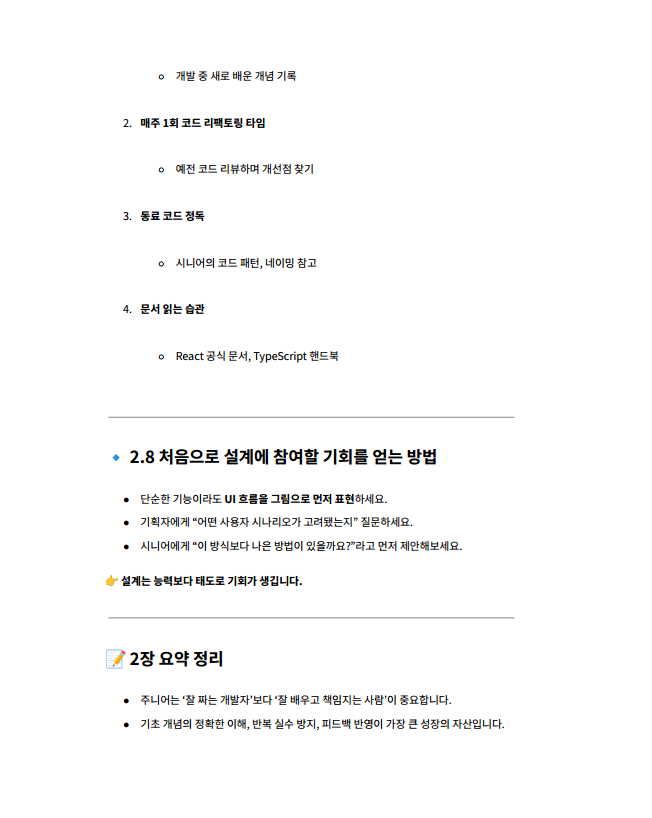 ○ 개발 중 새로 배운 개념 기록
2. 매주 1회 코드 리팩토링 타임
○ 예전 코드 리뷰하며 개선점 찾기
3. 동료 코드 정독
○ 시니어의 코드 패턴, 네이밍 참고
4. 문서 읽는 습관
○ React 공식 문서, TypeScript 핸드북
🔹 2.8 처음으로 설계에 참여할 기회를 얻는 방법
● 단순한 기능이라도 UI 흐름을 그림으로 먼저 표현하세요.
● 기획자에게 “어떤 사용자 시나리오가 고려됐는지” 질문하세요.
● 시니어에게 “이 방식보다 나은 방법이 있을까요?”라고 먼저 제안해보세요.
👉 설계는 능력보다 태도로 기회가 생깁니다.
📝 2장 요약 정리
● 주니어는 ‘잘 짜는 개발자’보다 ‘잘 배우고 책임지는 사람’이 중요합니다.
● 기초 개념의 정확한 이해, 반복 실수 방지, 피드백 반영이 가장 큰 성장의 자산입니다.